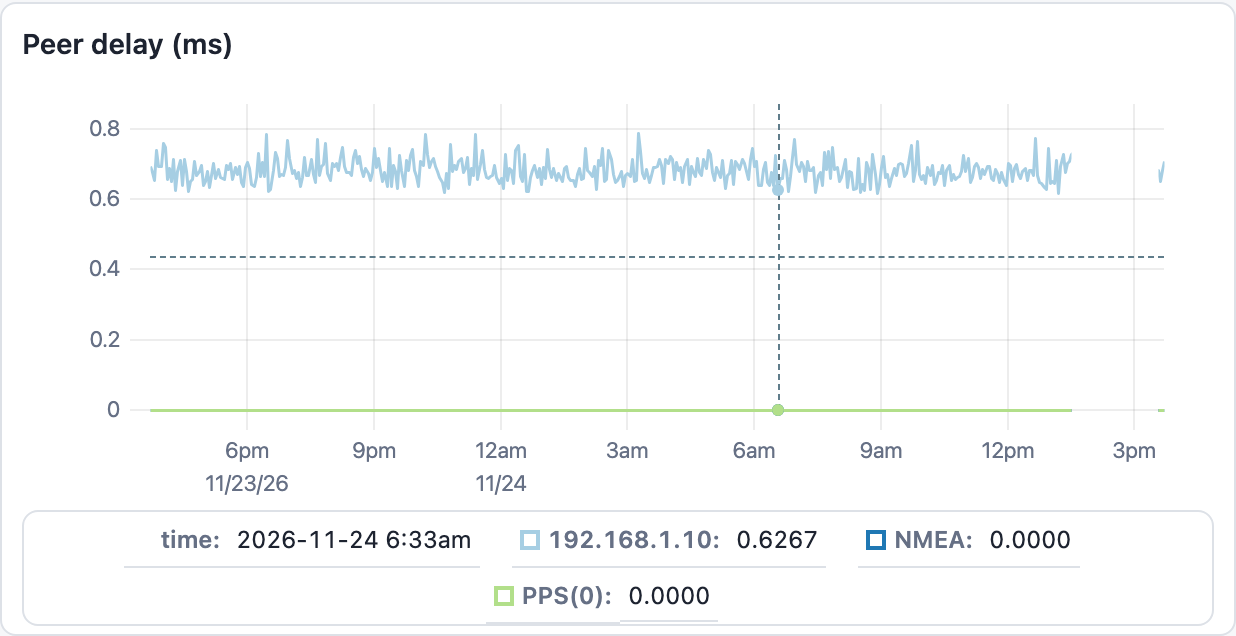 Peer delay (ms)
0.8
0.6
0.4
0.2
0
6pm 9pm 12am 3am 6am 9am 12pm 3pm
11/23/26 11/24
time: 2026-11-24 6:33am 192.168.1.10: 0.6267 NMEA: 0.0000
PPS(0): 0.0000